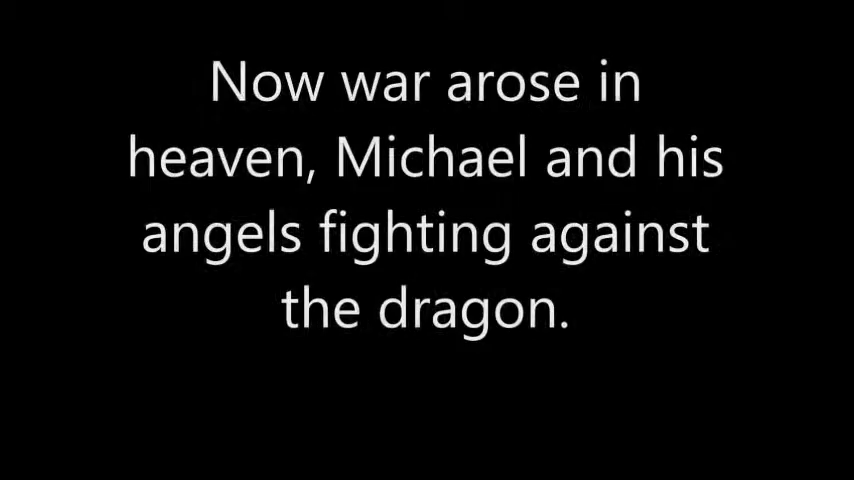 Now war arose in
heaven, Michael and his
angels fighting against
the dragon.